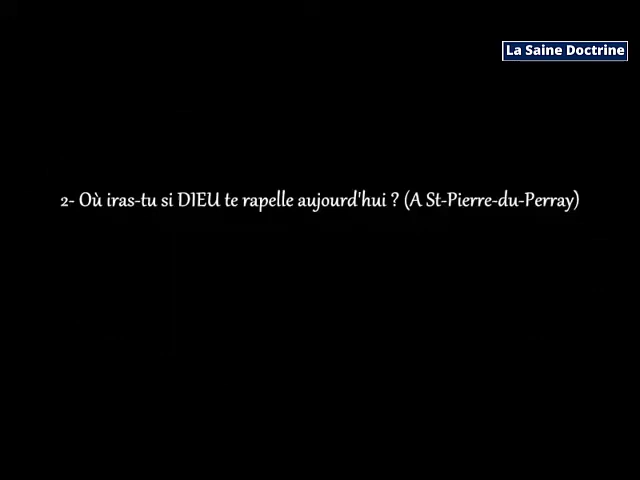 La Saine Doctrine
2- Où iras-tu si DIEU te rapelle aujourd'hui ? (A St-Pierre-du-Perray)